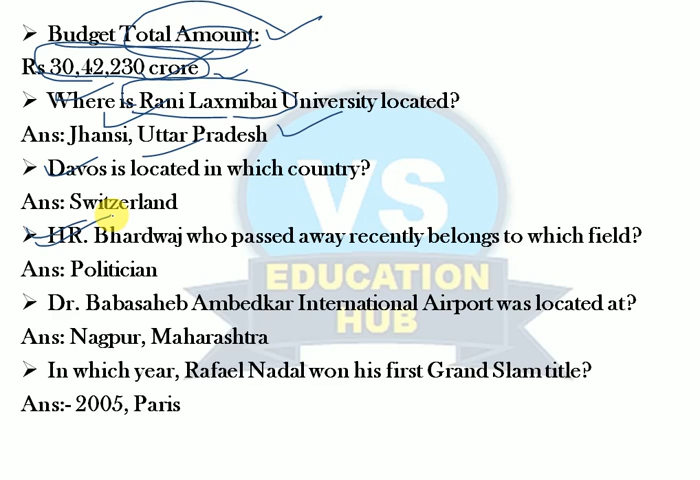 ➢ Budget Total Amount:
Rs 30,42,230 crore
➢ Where is Rani Laxmibai University located?
Ans: Jhansi, Uttar Pradesh
➢ Davos is located in which country?
Ans: Switzerland
➢ HR. Bhardwaj who passed away recently belongs to which field?
Ans: Politician
➢ Dr. Babasaheb Ambedkar International Airport was located at?
Ans: Nagpur, Maharashtra
➢ In which year, Rafael Nadal won his first Grand Slam title?
Ans:- 2005, Paris
VS
EDUCATION
HUB